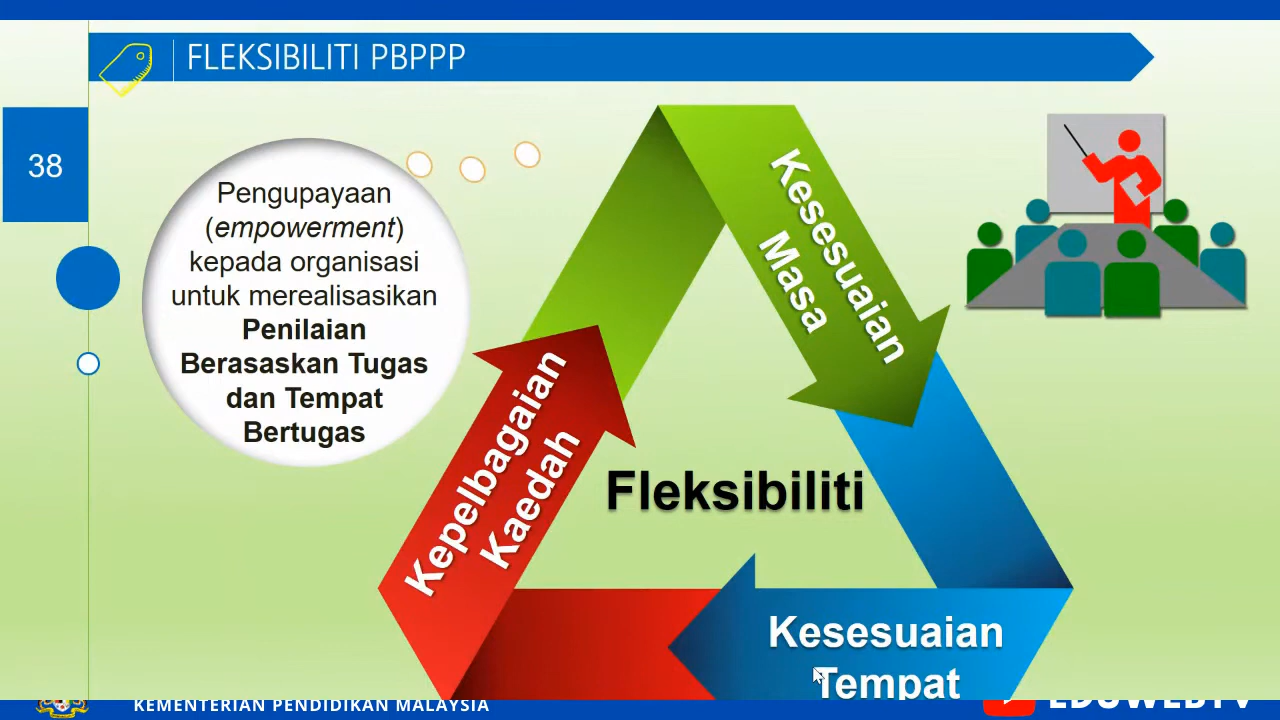 FLEKSIBILITI PBPPP
38
Pengupayaan
(empowerment)
kepada organisasi
untuk merealisasikan
Penilaian
Berasaskan Tugas
dan Tempat
Bertugas
Kesesuaian
Masa
Kepelbagaian
Kaedah
Fleksibiliti
Kesesuaian
Tempat
KEMENTERIAN PENDIDIKAN MALAYSIA
EDUWEBTV